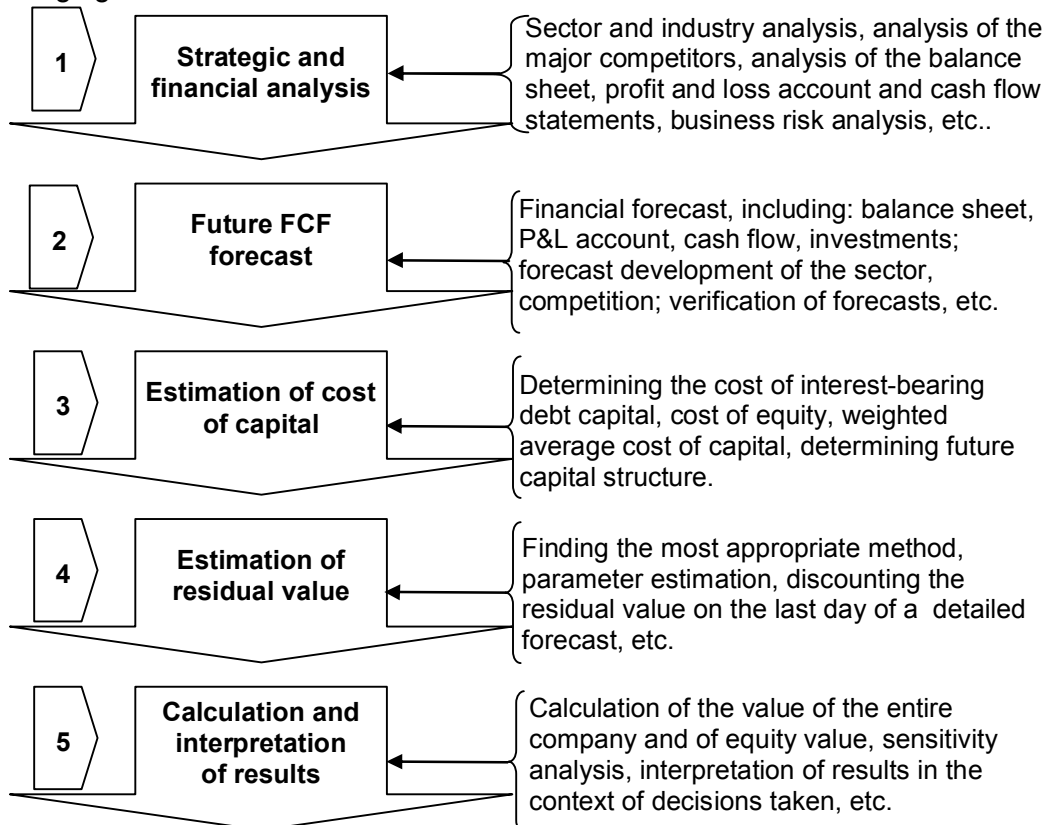 1
Strategic and
financial analysis
Sector and industry analysis, analysis of the
major competitors, analysis of the balance
sheet, profit and loss account and cash flow
statements, business risk analysis, etc..
2
Future FCF
forecast
Financial forecast, including: balance sheet,
P&L account, cash flow, investments;
forecast development of the sector,
competition; verification of forecasts, etc.
3
Estimation of cost
of capital
Determining the cost of interest-bearing
debt capital, cost of equity, weighted
average cost of capital, determining future
capital structure.
4
Estimation of
residual value
Finding the most appropriate method,
parameter estimation, discounting the
residual value on the last day of a  detailed
forecast, etc.
5
Calculation and
interpretation
of results
Calculation of the value of the entire
company and of equity value, sensitivity
analysis, interpretation of results in the
context of decisions taken, etc.